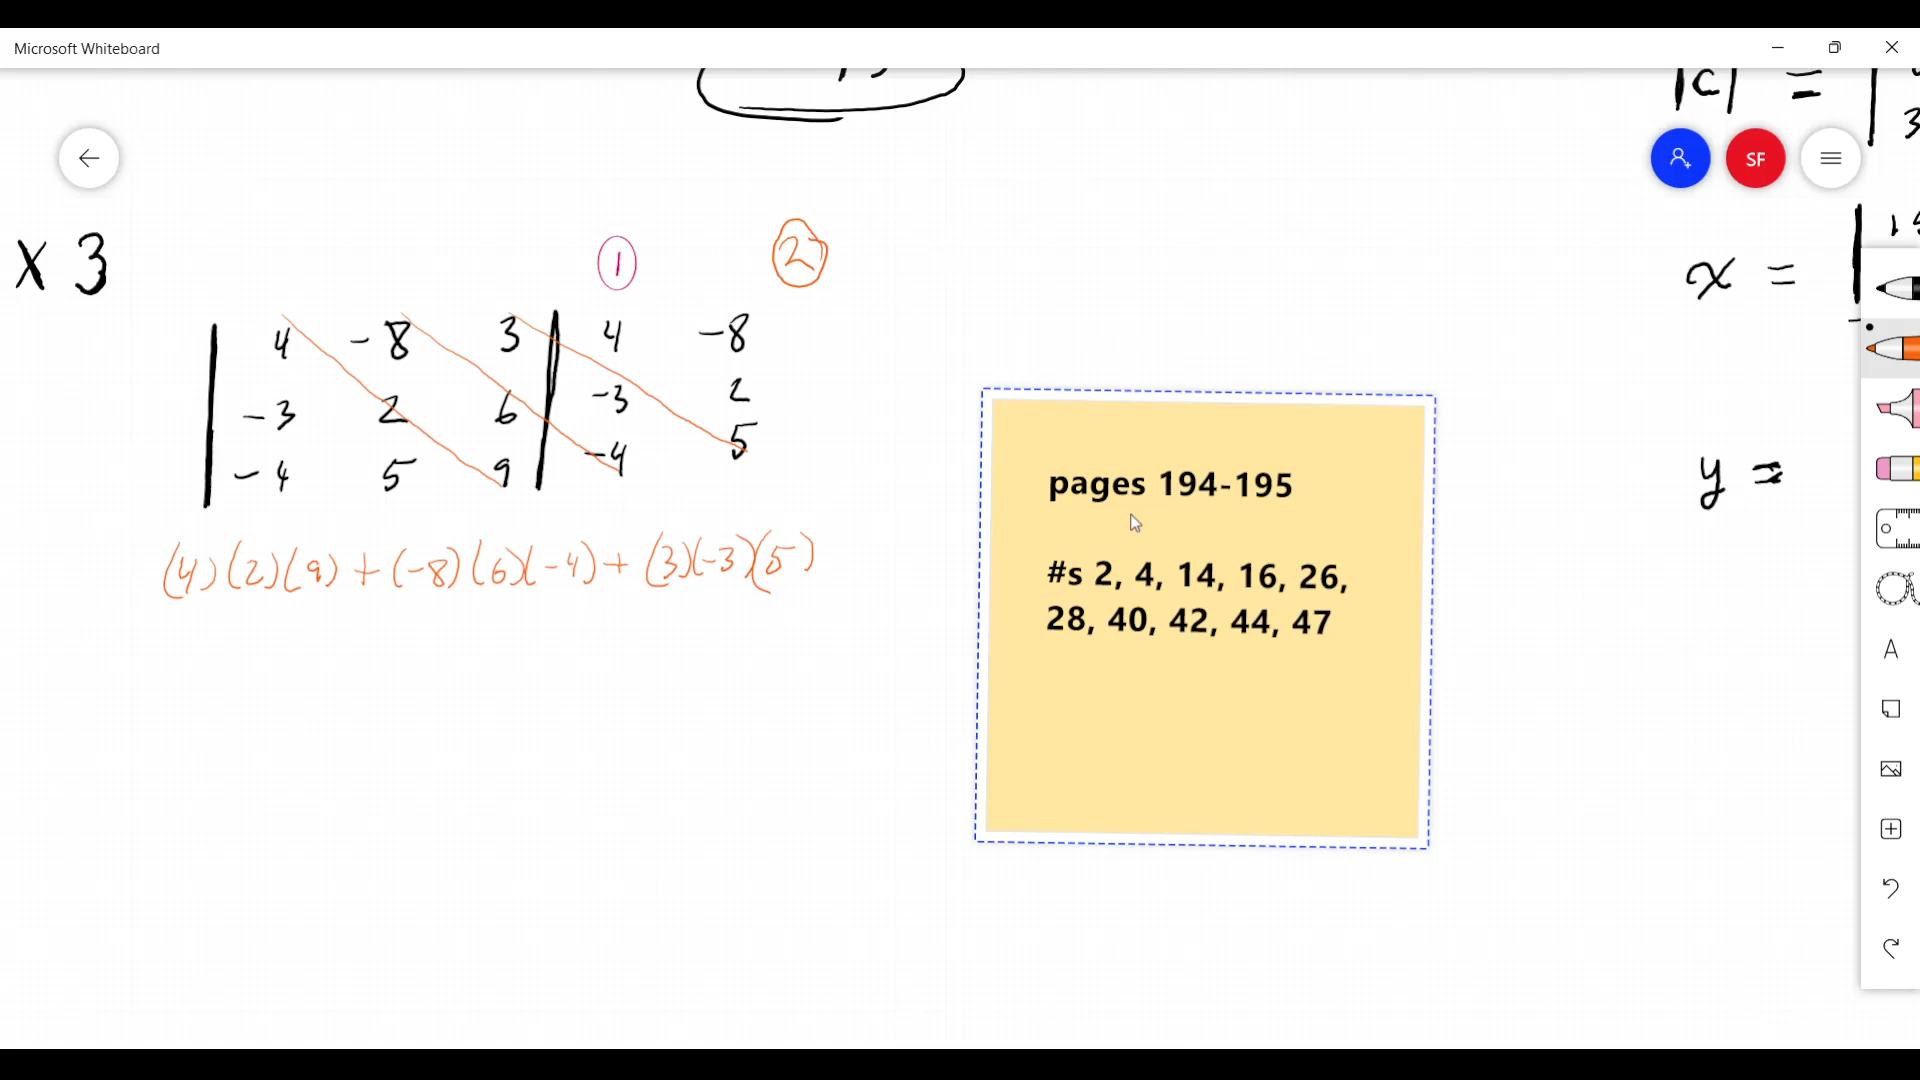 Microsoft Whiteboard
|C| = |
3
SF
X 3
1 2
x =
4 -8 3 | 4 -8
-3 2 6 | -3 2
-4 5 9 | -4 5
(4)(2)(9) + (-8)(6)(-4) + (3)(-3)(5)
pages 194-195
#s 2, 4, 14, 16, 26,
28, 40, 42, 44, 47
y =
A